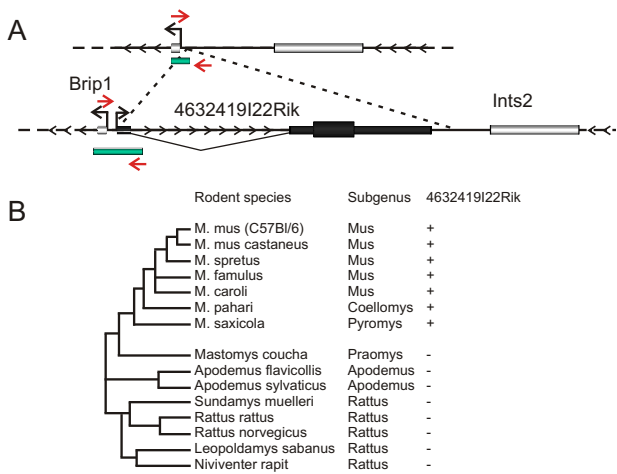 A
Brip1
4632419I22Rik
Ints2
B
Rodent species Subgenus 4632419I22Rik
M. mus (C57Bl/6) Mus +
M. mus castaneus Mus +
M. spretus Mus +
M. famulus Mus +
M. caroli Mus +
M. pahari Coellomys +
M. saxicola Pyromys +
Mastomys coucha Praomys -
Apodemus flavicollis Apodemus -
Apodemus sylvaticus Apodemus -
Sundamys muelleri Rattus -
Rattus rattus Rattus -
Rattus norvegicus Rattus -
Leopoldamys sabanus Rattus -
Niviventer rapit Rattus -